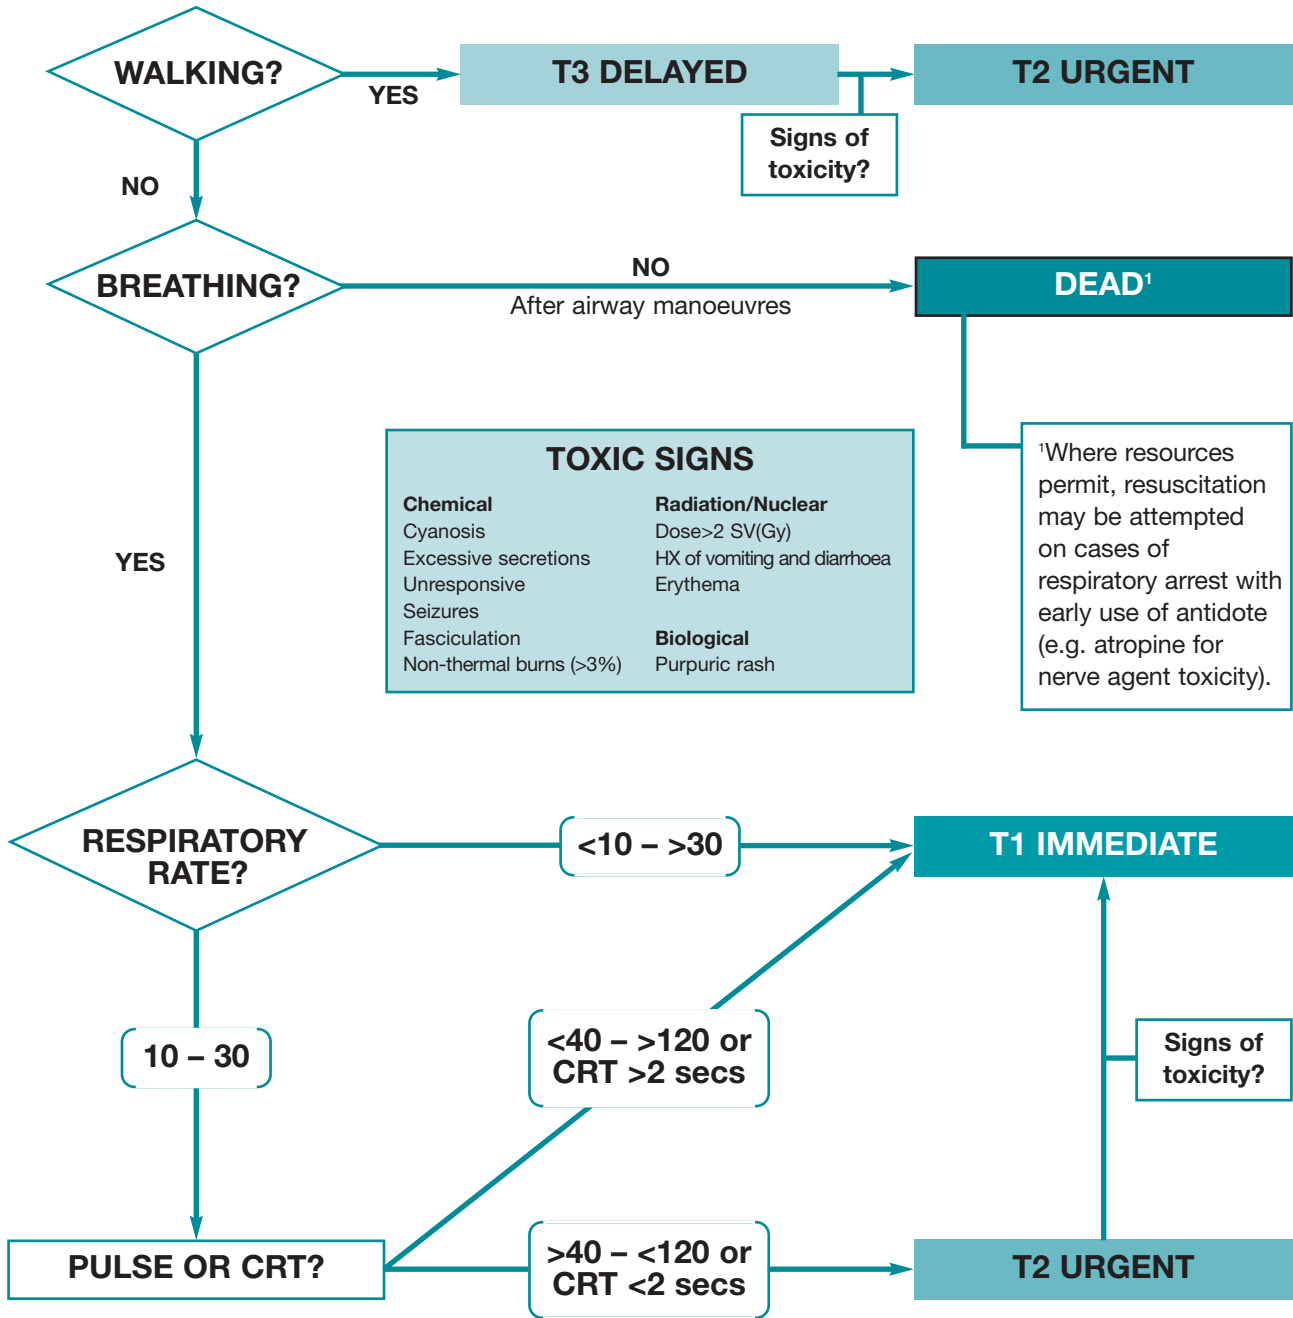 WALKING?
YES
T3 DELAYED
T2 URGENT
Signs of
toxicity?
NO
BREATHING?
NO
After airway manoeuvres
DEAD¹
¹Where resources
permit, resuscitation
may be attempted
on cases of
respiratory arrest with
early use of antidote
(e.g. atropine for
nerve agent toxicity).
TOXIC SIGNS
Chemical
Cyanosis
Excessive secretions
Unresponsive
Seizures
Fasciculation
Non-thermal burns (>3%)
Radiation/Nuclear
Dose>2 SV(Gy)
HX of vomiting and diarrhoea
Erythema
Biological
Purpuric rash
YES
RESPIRATORY
RATE?
<10 – >30
T1 IMMEDIATE
10 – 30
<40 – >120 or
CRT >2 secs
Signs of
toxicity?
PULSE OR CRT?
>40 – <120 or
CRT <2 secs
T2 URGENT